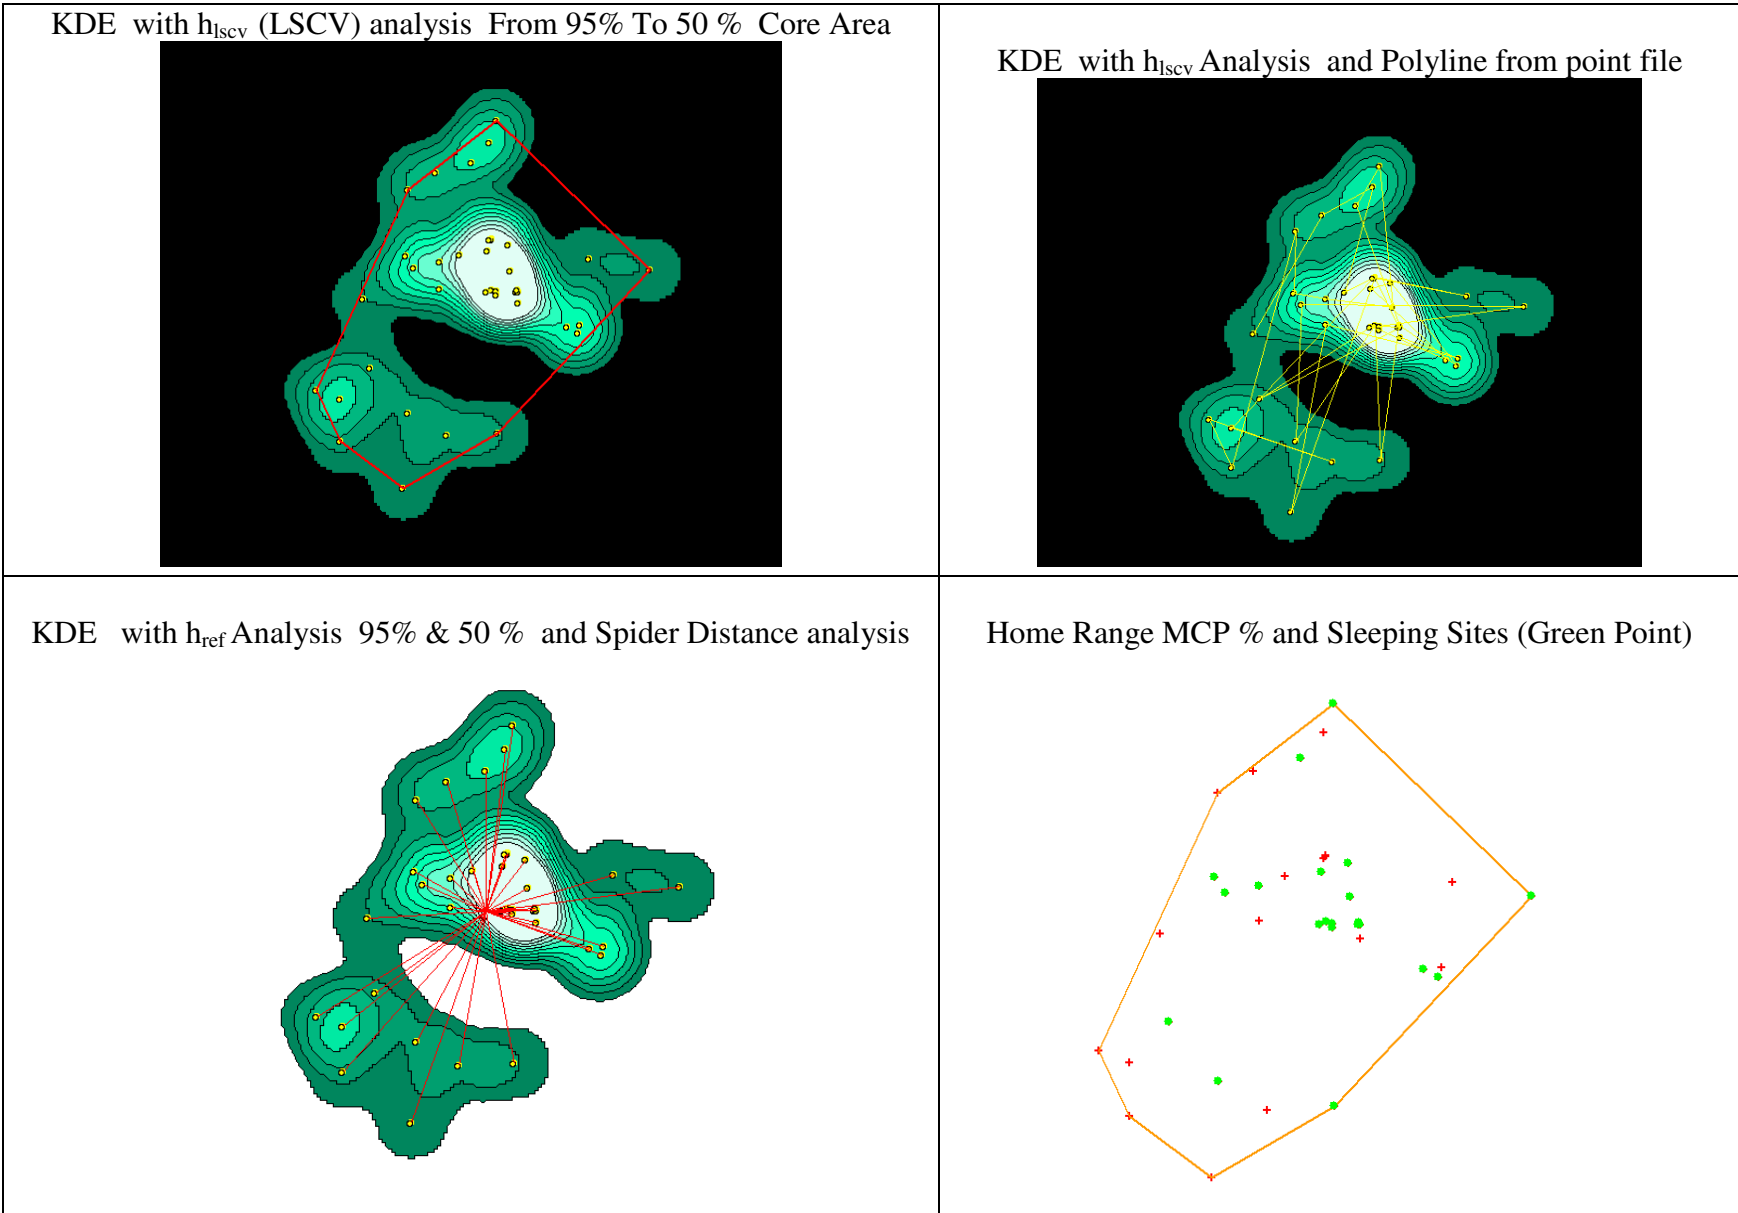 KDE with hlscv (LSCV) analysis From 95% To 50 % Core Area
KDE with hlscv Analysis and Polyline from point file
KDE with href Analysis 95% & 50 % and Spider Distance analysis
Home Range MCP % and Sleeping Sites (Green Point)